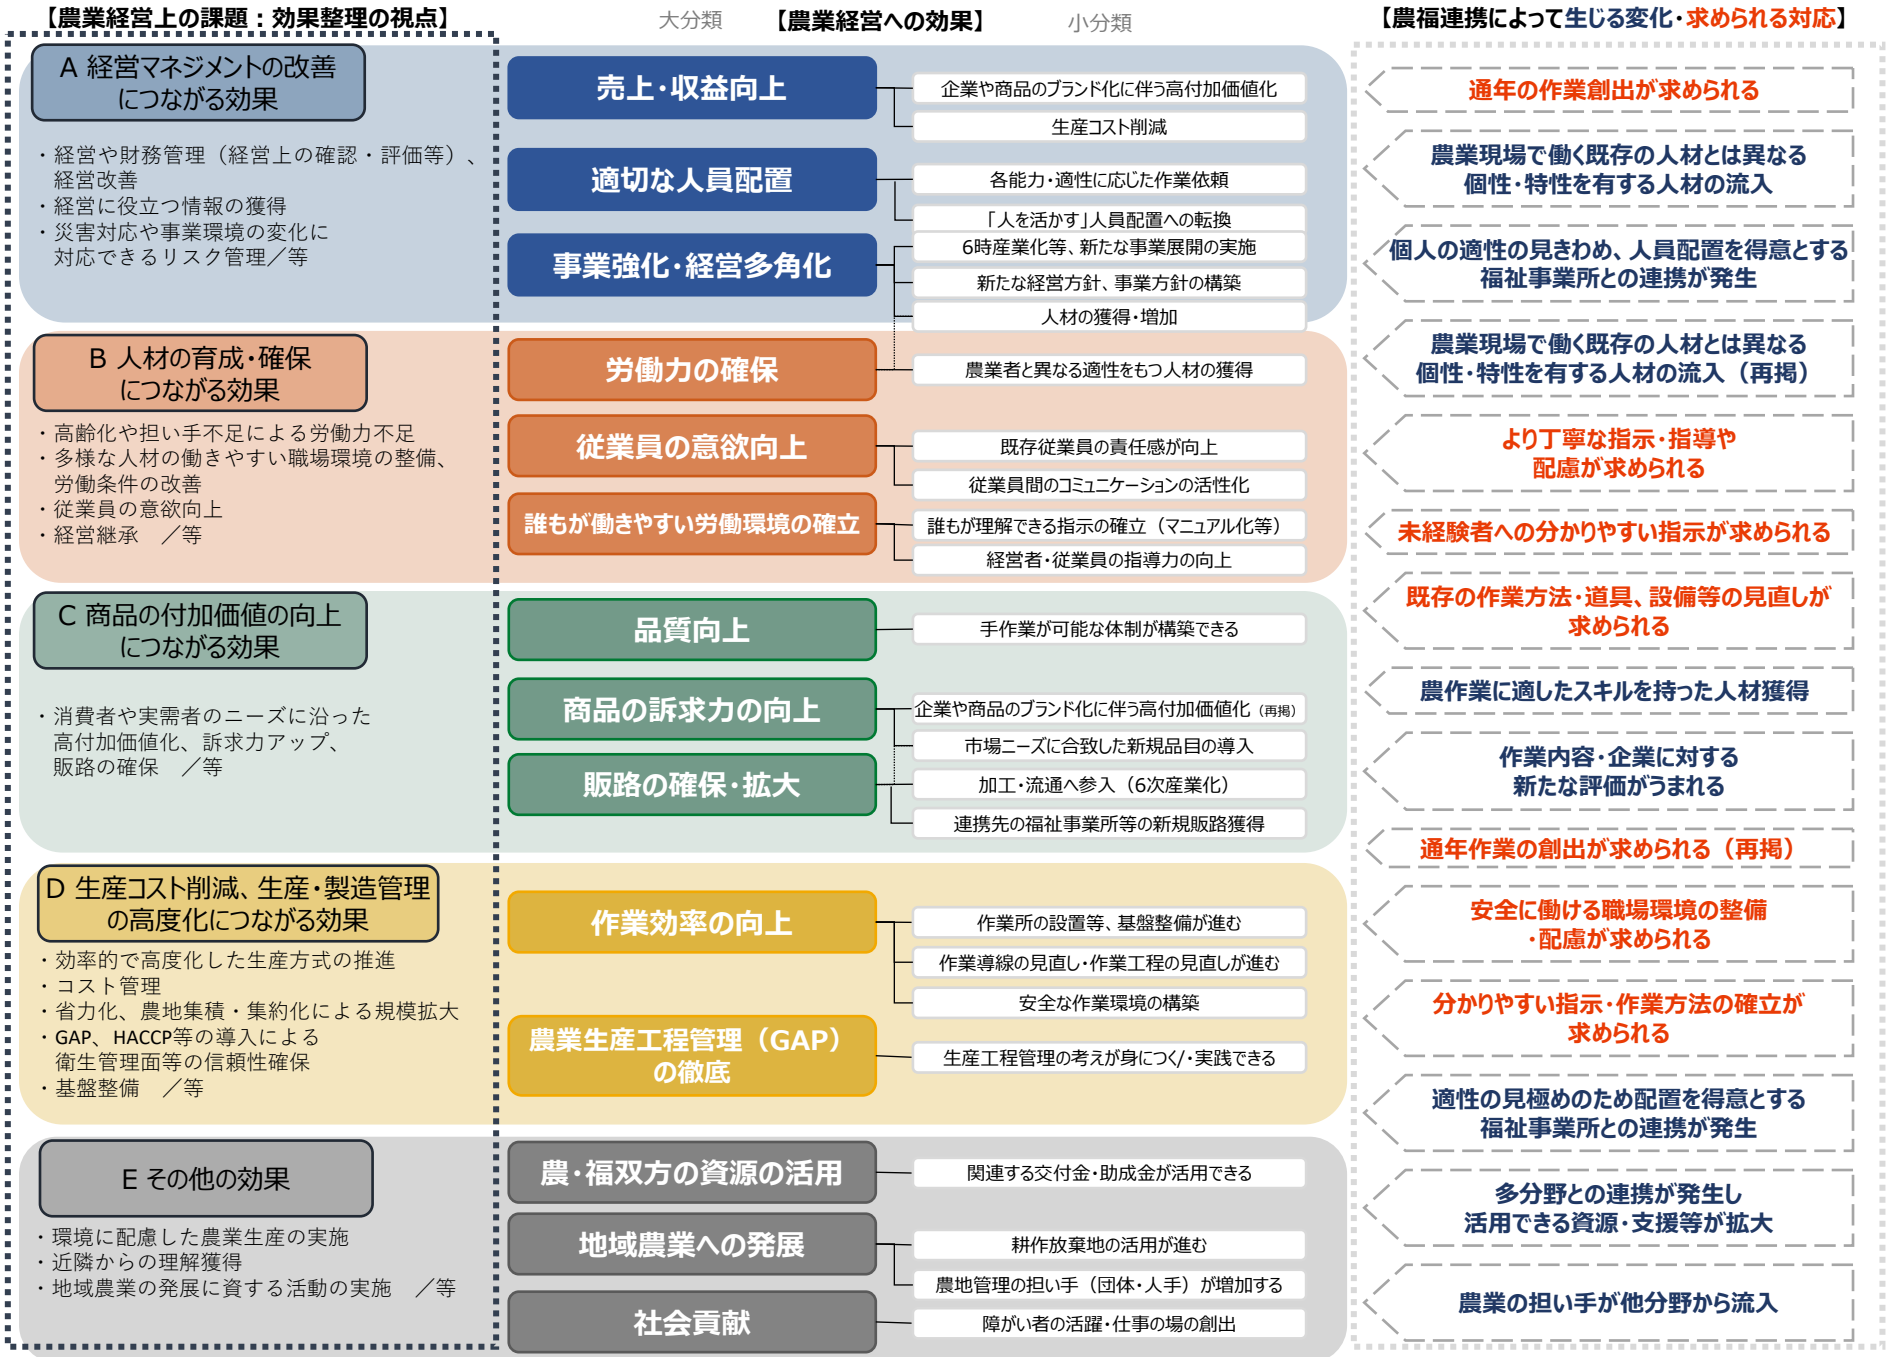 【農業経営上の課題：効果整理の視点】
大分類
【農業経営への効果】
小分類
【農福連携によって生じる変化・求められる対応】
A 経営マネジメントの改善
につながる効果
・経営や財務管理（経営上の確認・評価等）、
経営改善
・経営に役立つ情報の獲得
・災害対応や事業環境の変化に
対応できるリスク管理／等
売上・収益向上
企業や商品のブランド化に伴う高付加価値化
生産コスト削減
適切な人員配置
各能力・適性に応じた作業依頼
「人を活かす」人員配置への転換
事業強化・経営多角化
6時産業化等、新たな事業展開の実施
新たな経営方針、事業方針の構築
人材の獲得・増加
B 人材の育成・確保
につながる効果
・高齢化や担い手不足による労働力不足
・多様な人材の働きやすい職場環境の整備、
労働条件の改善
・従業員の意欲向上
・経営継承　／等
労働力の確保
農業者と異なる適性をもつ人材の獲得
従業員の意欲向上
既存従業員の責任感が向上
従業員間のコミュニケーションの活性化
誰もが働きやすい労働環境の確立
誰もが理解できる指示の確立（マニュアル化等）
経営者・従業員の指導力の向上
C 商品の付加価値の向上
につながる効果
・消費者や実需者のニーズに沿った
高付加価値化、訴求力アップ、
販路の確保　／等
品質向上
手作業が可能な体制が構築できる
商品の訴求力の向上
企業や商品のブランド化に伴う高付加価値化（再掲）
市場ニーズに合致した新規品目の導入
販路の確保・拡大
加工・流通へ参入（6次産業化）
連携先の福祉事業所等の新規販路獲得
D 生産コスト削減、生産・製造管理
の高度化につながる効果
・効率的で高度化した生産方式の推進
・コスト管理
・省力化、農地集積・集約化による規模拡大
・GAP、HACCP等の導入による
衛生管理面等の信頼性確保
・基盤整備　／等
作業効率の向上
作業所の設置等、基盤整備が進む
作業導線の見直し・作業工程の見直しが進む
安全な作業環境の構築
農業生産工程管理（GAP）
の徹底
生産工程管理の考えが身につく/・実践できる
E その他の効果
・環境に配慮した農業生産の実施
・近隣からの理解獲得
・地域農業の発展に資する活動の実施　／等
農・福双方の資源の活用
関連する交付金・助成金が活用できる
地域農業への発展
耕作放棄地の活用が進む
農地管理の担い手（団体・人手）が増加する
社会貢献
障がい者の活躍・仕事の場の創出
通年の作業創出が求められる
農業現場で働く既存の人材とは異なる
個性・特性を有する人材の流入
個人の適性の見きわめ、人員配置を得意とする
福祉事業所との連携が発生
農業現場で働く既存の人材とは異なる
個性・特性を有する人材の流入（再掲）
より丁寧な指示・指導や
配慮が求められる
未経験者への分かりやすい指示が求められる
既存の作業方法・道具、設備等の見直しが
求められる
農作業に適したスキルを持った人材獲得
作業内容・企業に対する
新たな評価がうまれる
通年作業の創出が求められる（再掲）
安全に働ける職場環境の整備
・配慮が求められる
分かりやすい指示・作業方法の確立が
求められる
適性の見極めのため配置を得意とする
福祉事業所との連携が発生
多分野との連携が発生し
活用できる資源・支援等が拡大
農業の担い手が他分野から流入